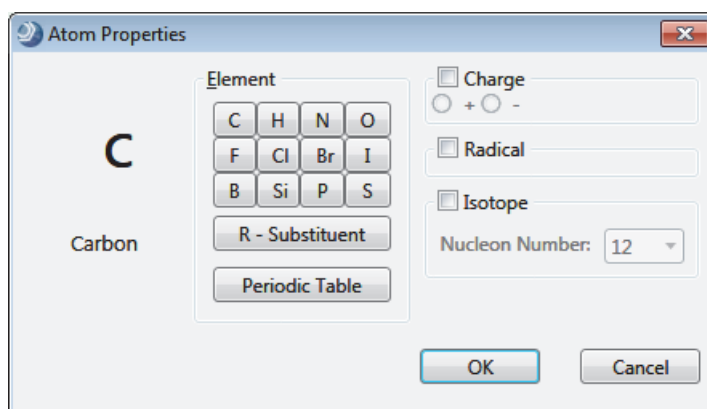 Atom Properties
C
Carbon
Element
C H N O
F Cl Br I
B Si P S
R - Substituent
Periodic Table
Charge
+ -
Radical
Isotope
Nucleon Number: 12
OK Cancel